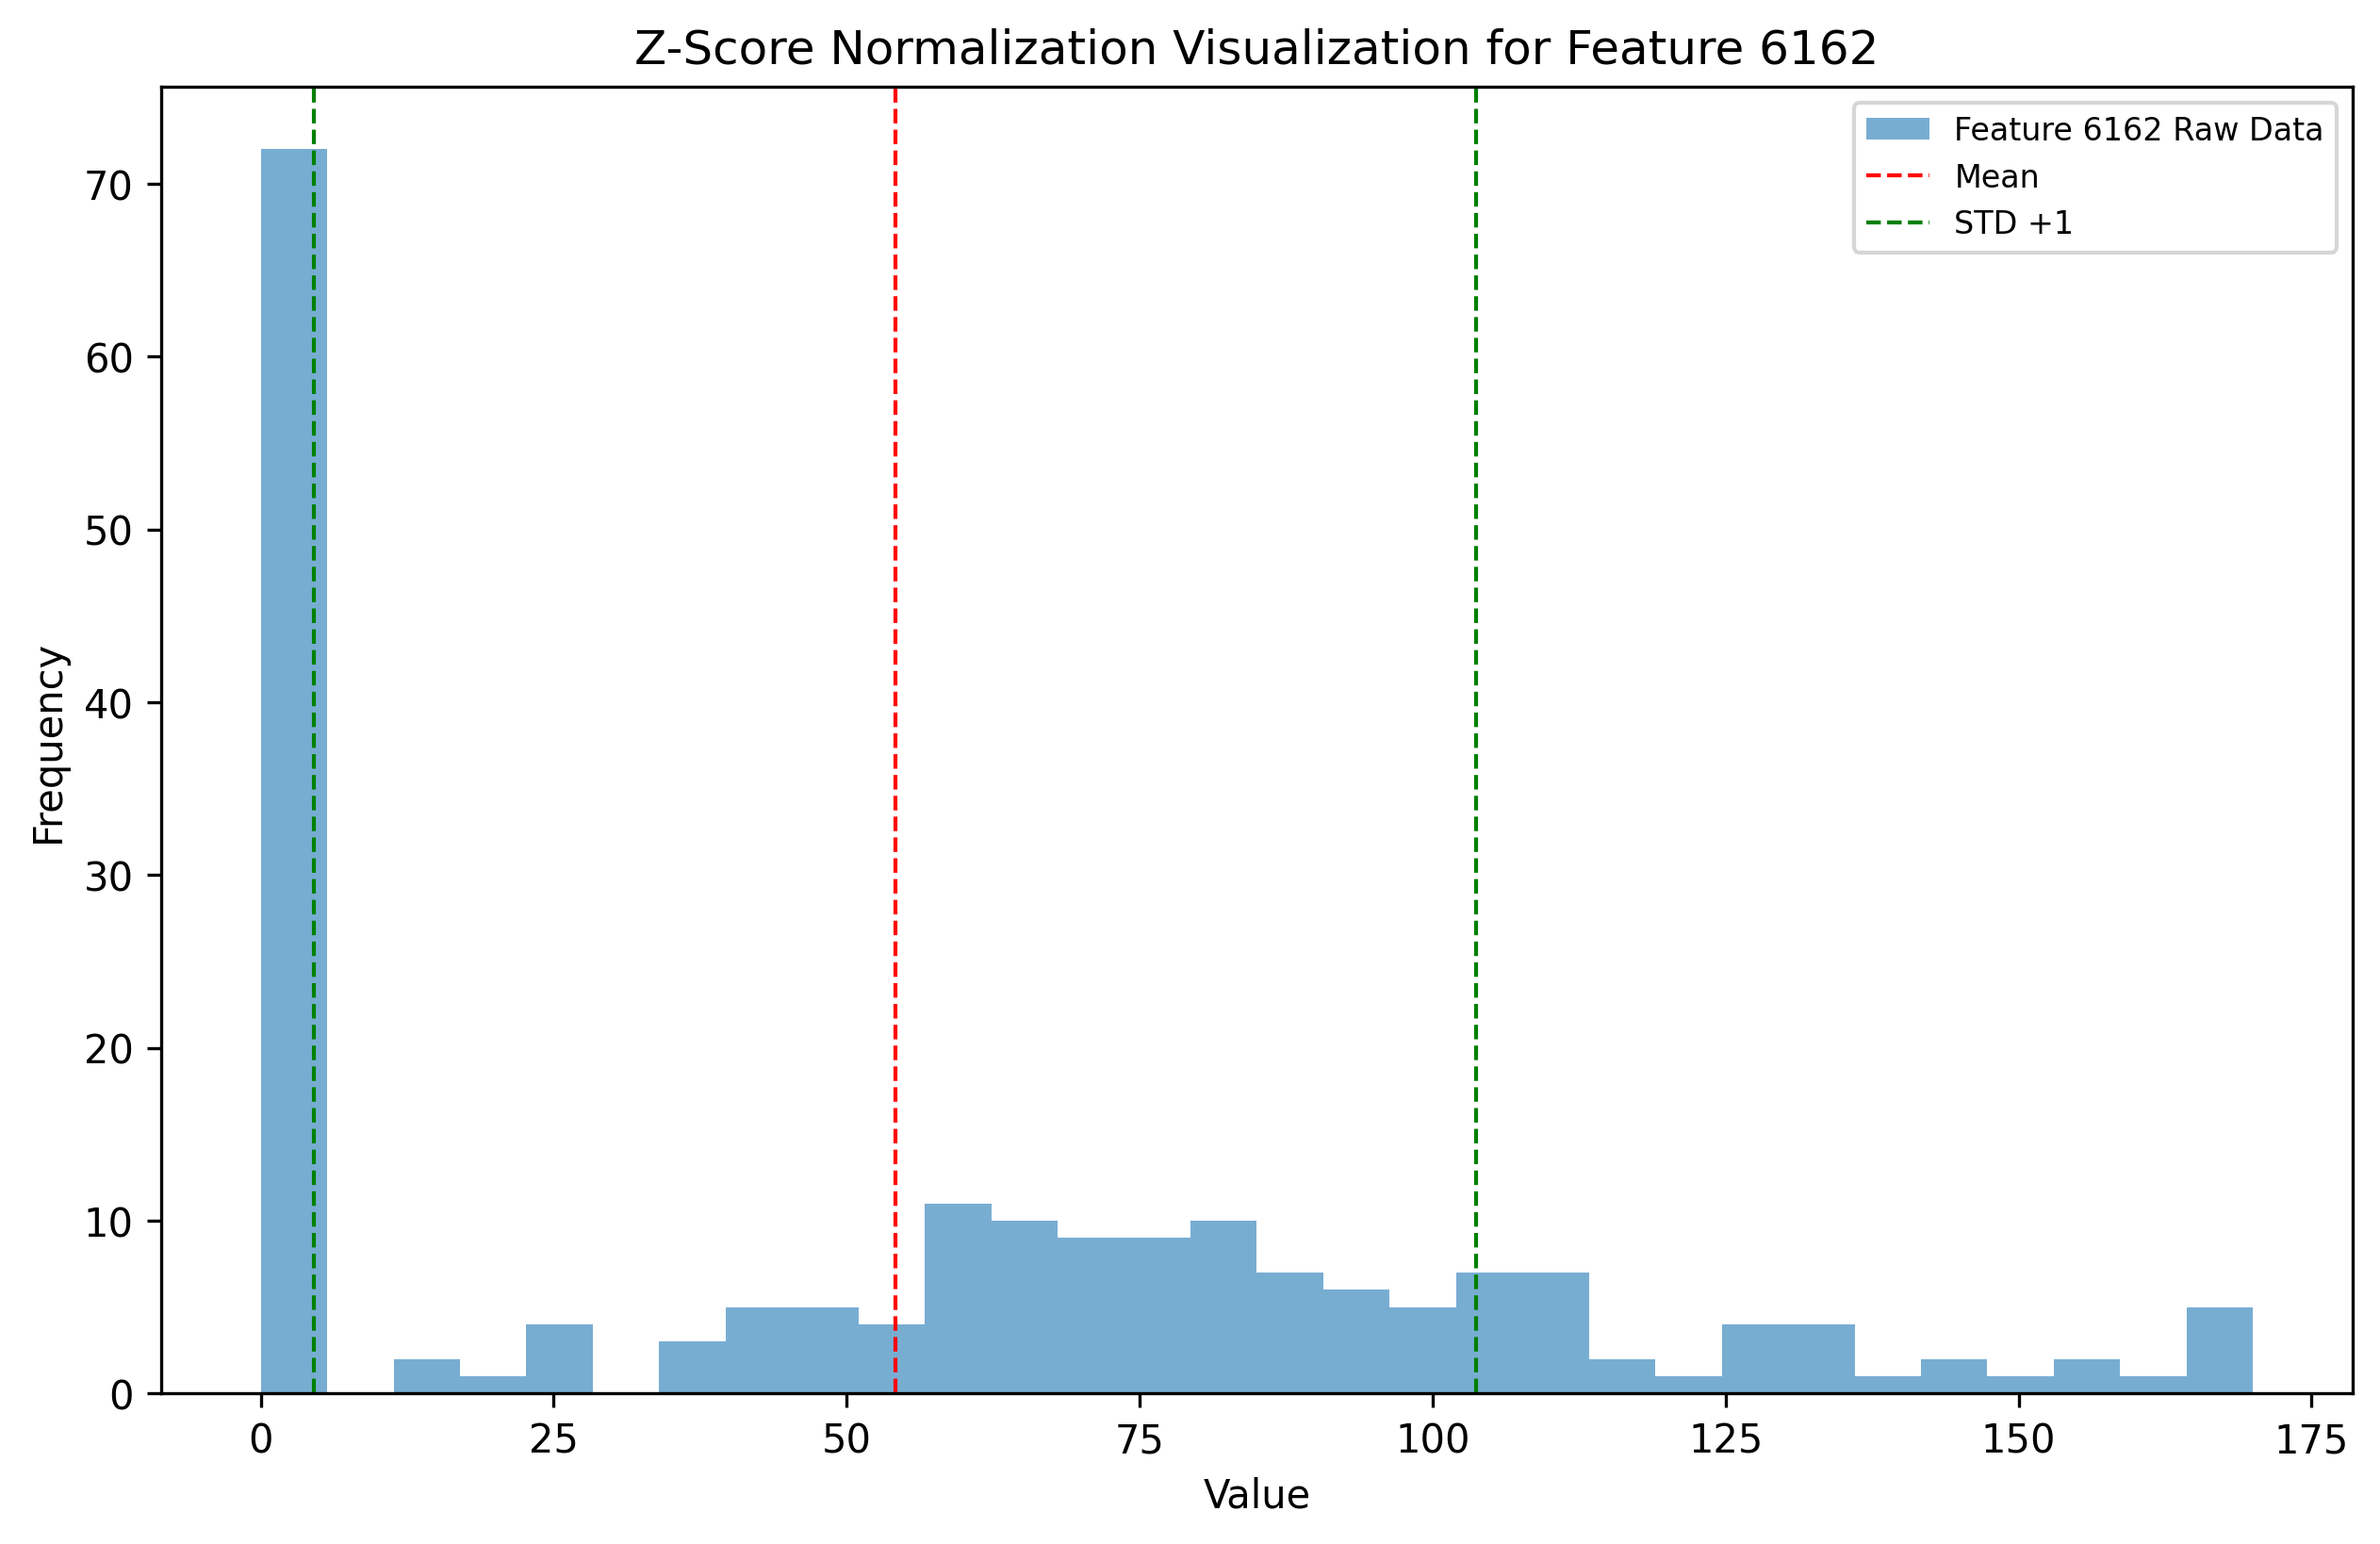 Z-Score Normalization Visualization for Feature 6162
Feature 6162 Raw Data
Mean
STD +1
Frequency
70
60
50
40
30
20
10
0
0 25 50 75 100 125 150 175
Value